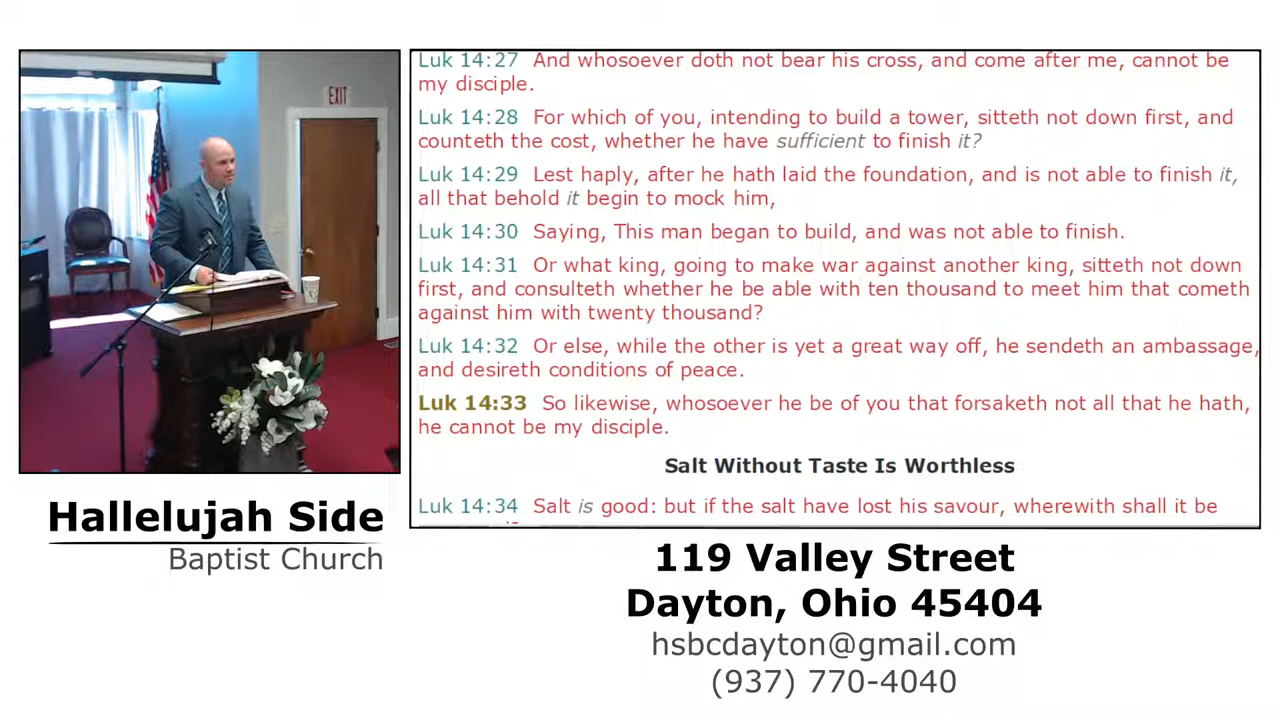 EXIT
Luk 14:27 And whosoever doth not bear his cross, and come after me, cannot be
my disciple.
Luk 14:28 For which of you, intending to build a tower, sitteth not down first, and
counteth the cost, whether he have sufficient to finish it?
Luk 14:29 Lest haply, after he hath laid the foundation, and is not able to finish it,
all that behold it begin to mock him,
Luk 14:30 Saying, This man began to build, and was not able to finish.
Luk 14:31 Or what king, going to make war against another king, sitteth not down
first, and consulteth whether he be able with ten thousand to meet him that cometh
against him with twenty thousand?
Luk 14:32 Or else, while the other is yet a great way off, he sendeth an ambassage,
and desireth conditions of peace.
Luk 14:33 So likewise, whosoever he be of you that forsaketh not all that he hath,
he cannot be my disciple.
Salt Without Taste Is Worthless
Luk 14:34 Salt is good: but if the salt have lost his savour, wherewith shall it be
Hallelujah Side
Baptist Church
119 Valley Street
Dayton, Ohio 45404
hsbcdayton@gmail.com
(937) 770-4040